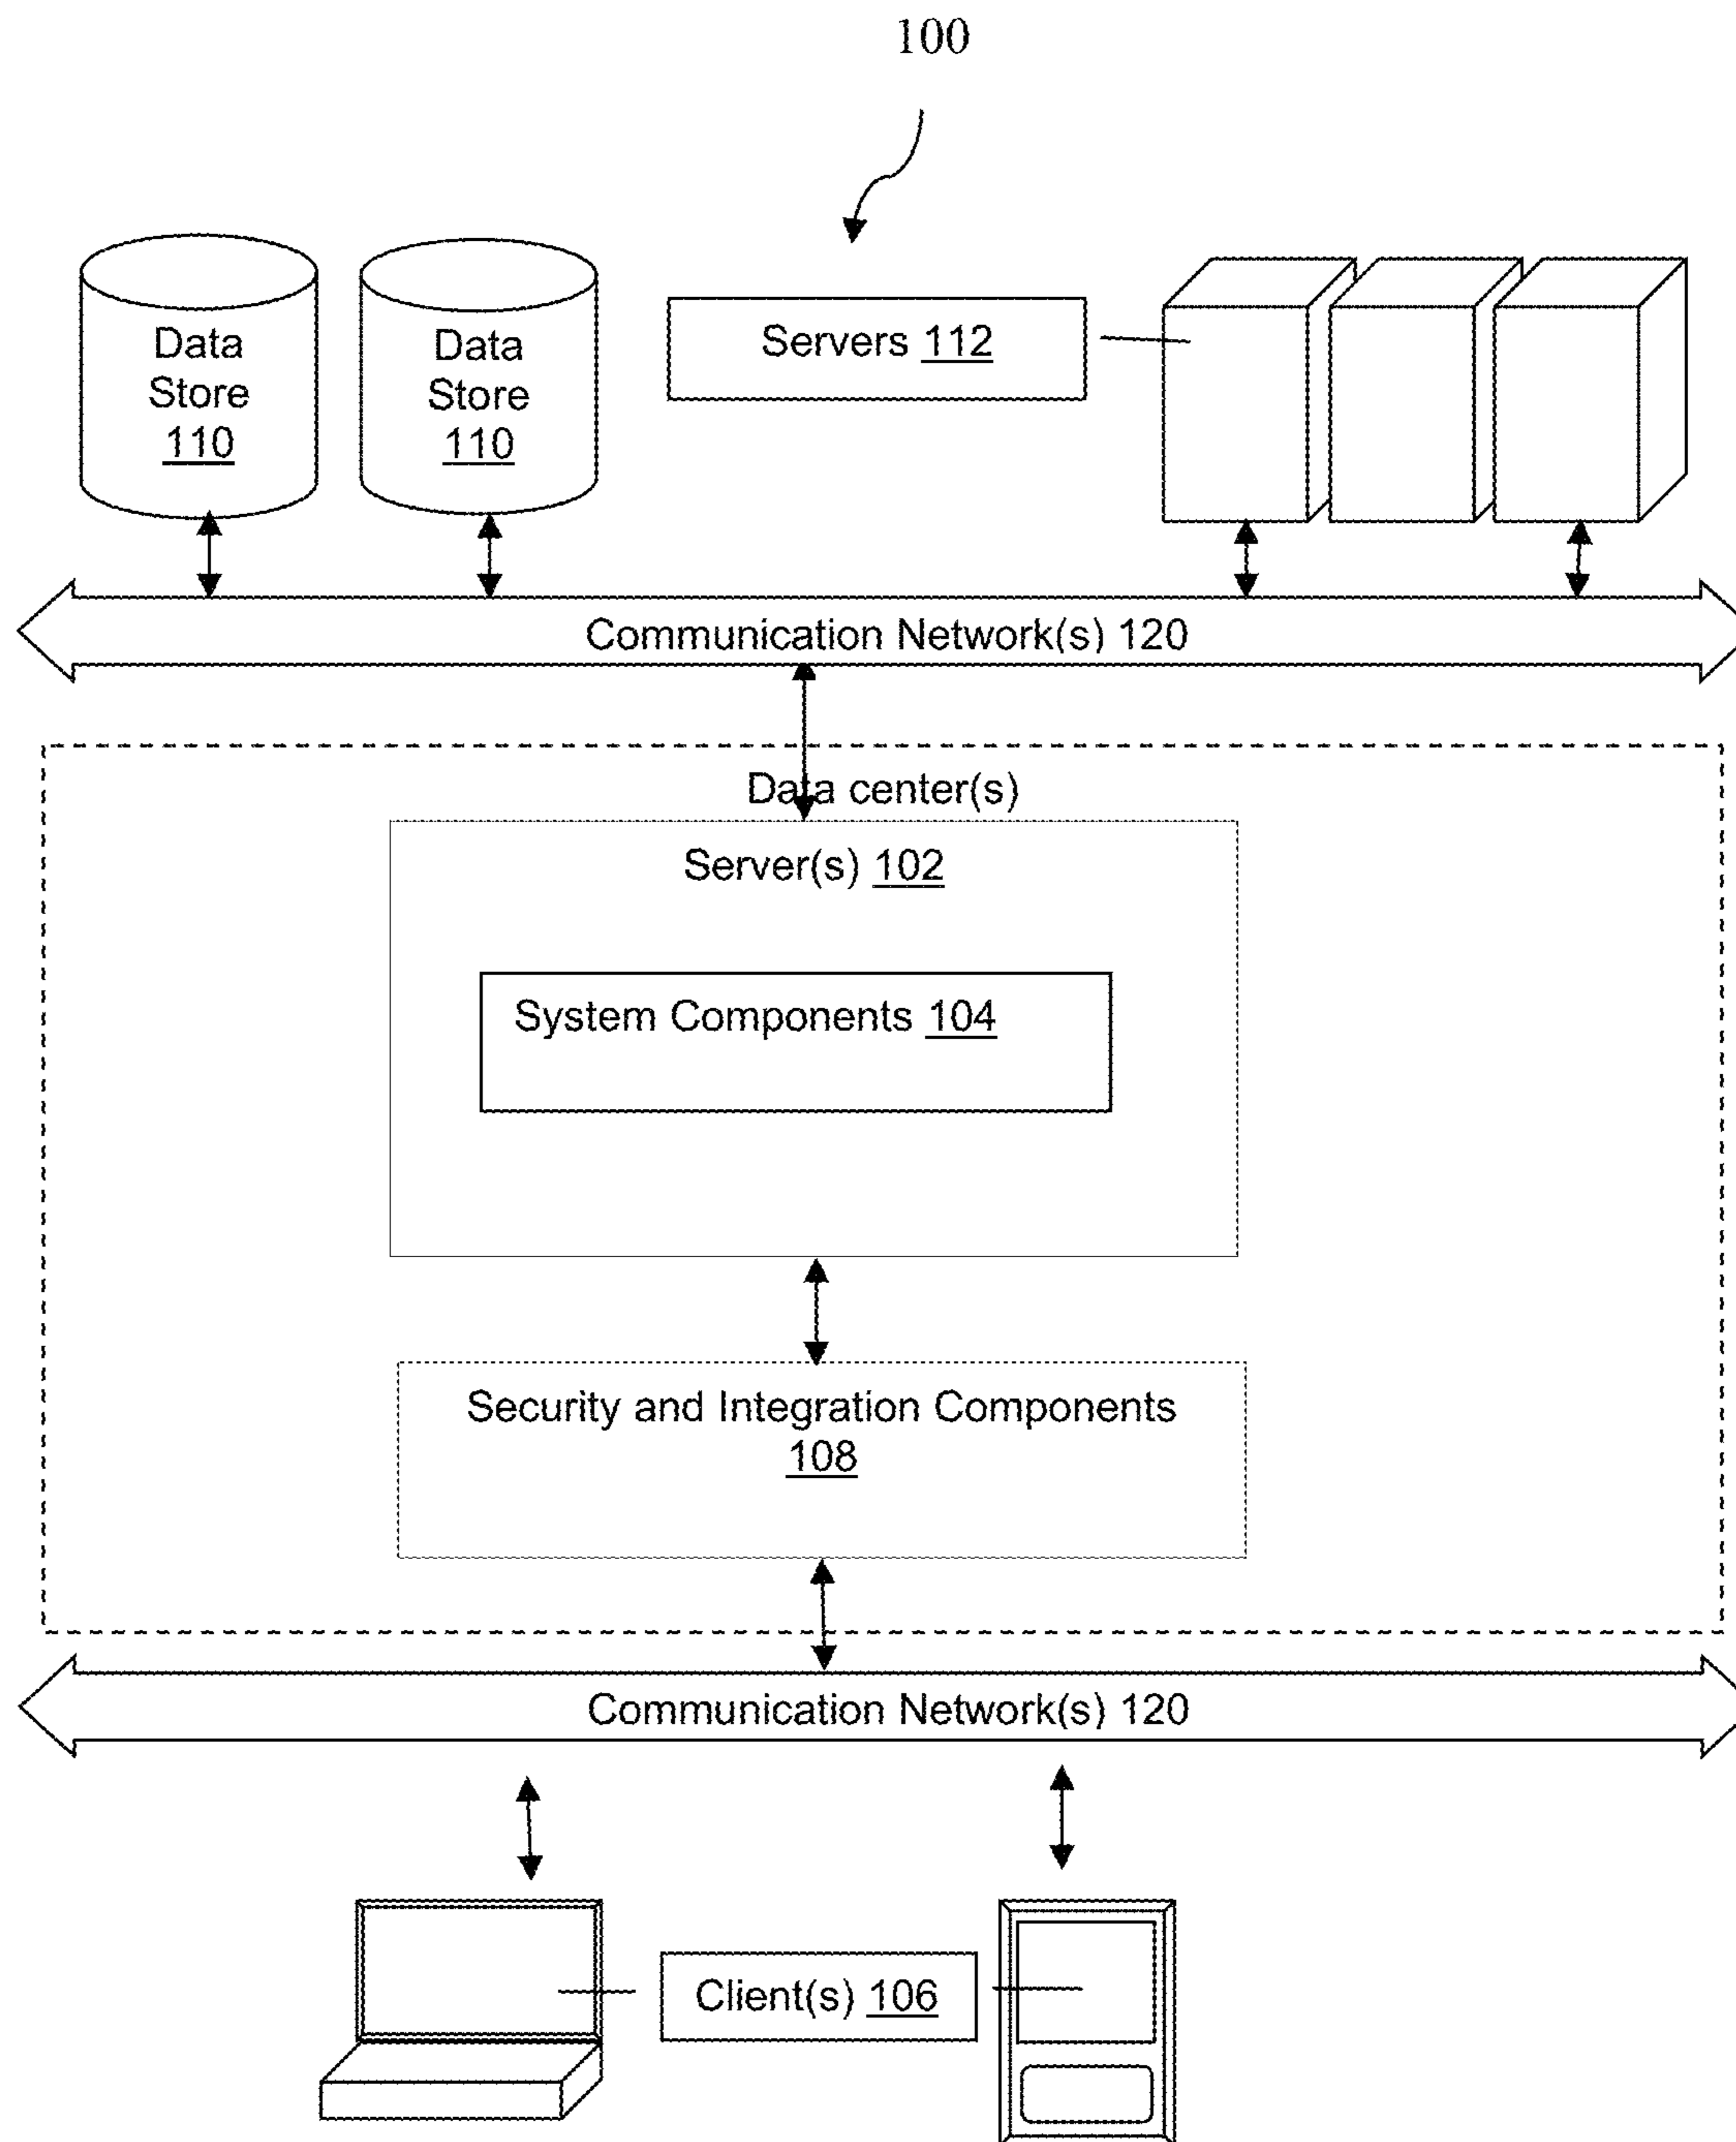 100
Data
Store
110
Data
Store
110
Servers 112
Communication Network(s) 120
Data center(s)
Server(s) 102
System Components 104
Security and Integration Components
108
Communication Network(s) 120
Client(s) 106